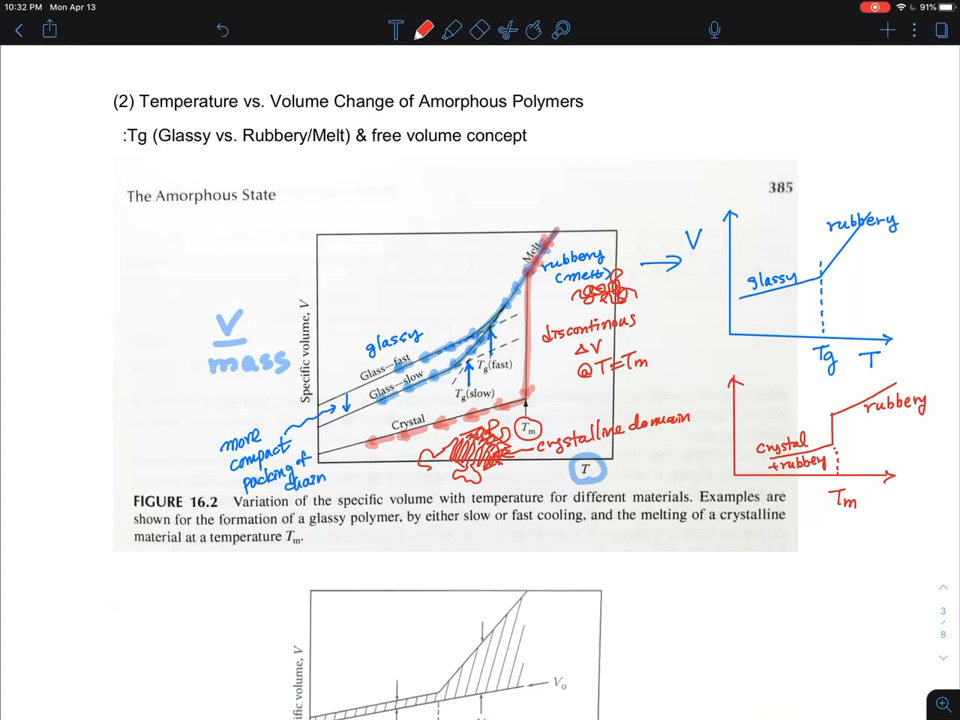 10:32 PM Mon Apr 13
91%
(2) Temperature vs. Volume Change of Amorphous Polymers
:Tg (Glassy vs. Rubbery/Melt) & free volume concept
The Amorphous State
385
V
mass
Specific volume, V
glassy
Glass—fast
Glass—slow
Crystal
Melt
rubbery
(melt)
discontinous
ΔV
@T=Tm
Tg(fast)
Tg(slow)
Tm
T
crystalline domain
more
compact
packing of
chain
V
glassy
rubbery
Tg
T
crystal
+rubbery
rubbery
Tm
FIGURE 16.2 Variation of the specific volume with temperature for different materials. Examples are
shown for the formation of a glassy polymer, by either slow or fast cooling, and the melting of a crystalline
material at a temperature Tm.
ific volume, V
Vo
3
/
8